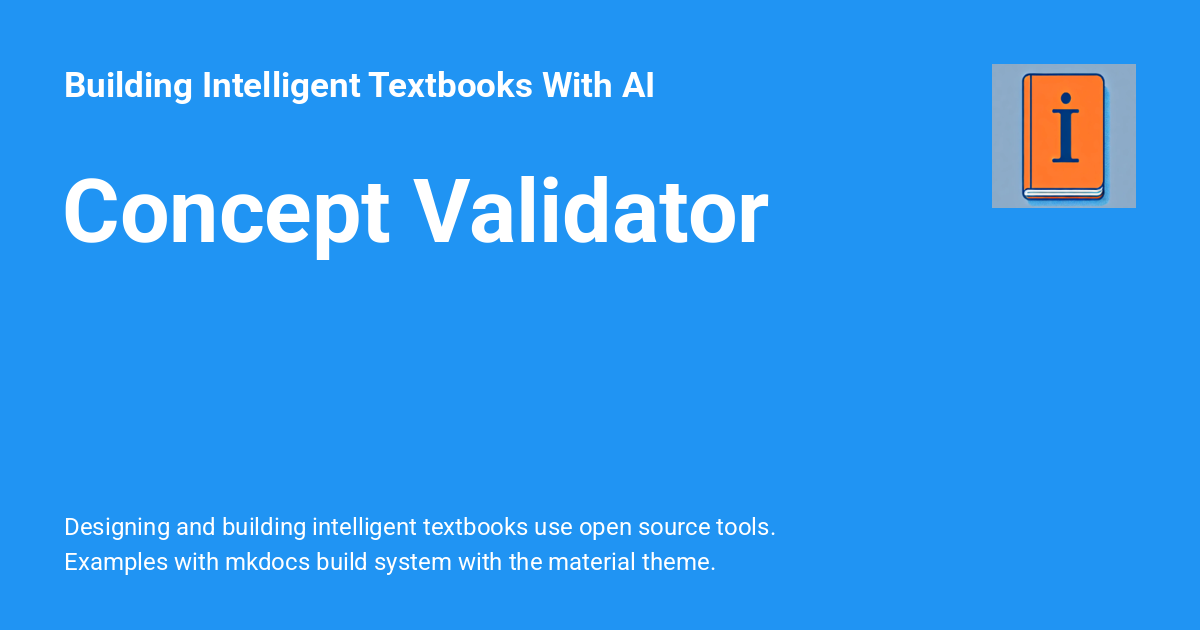 Building Intelligent Textbooks With AI
i
Concept Validator
Designing and building intelligent textbooks use open source tools.
Examples with mkdocs build system with the material theme.